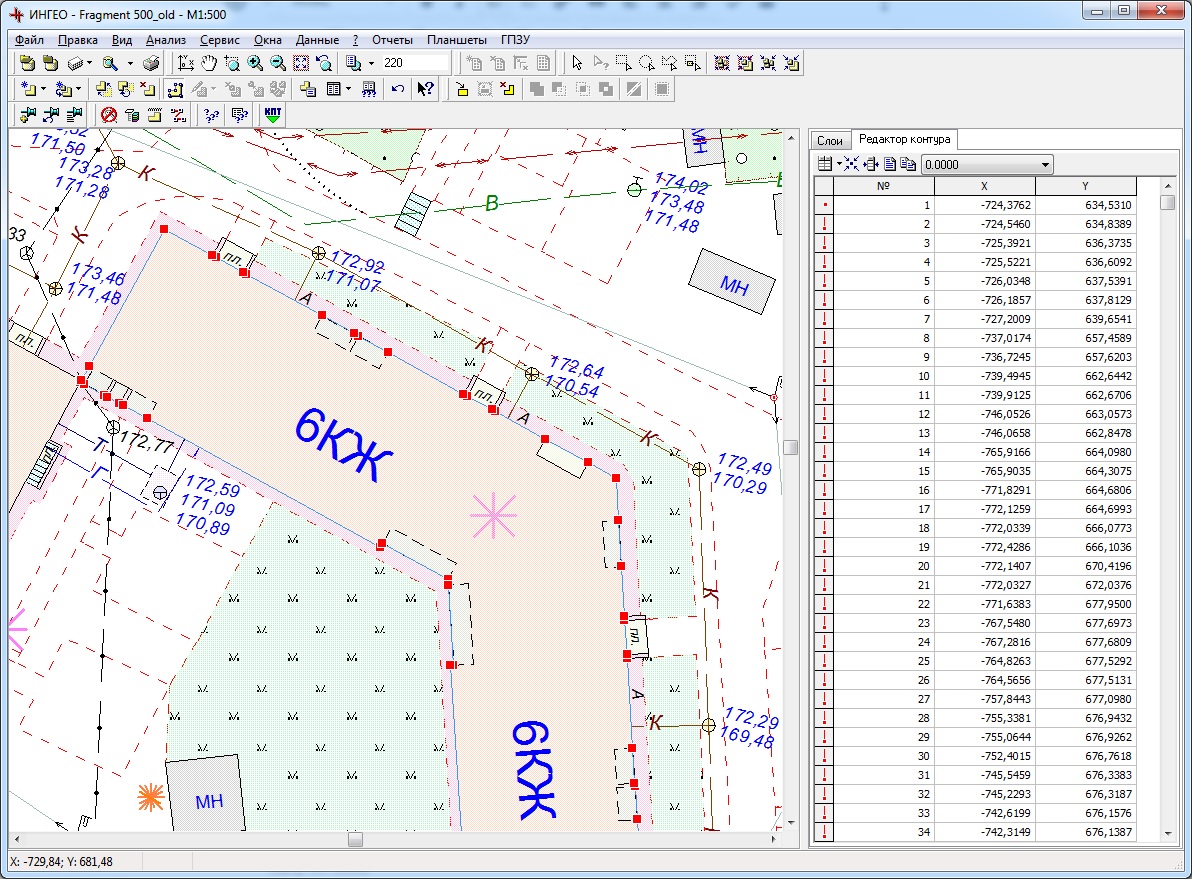 ИНГЕО - Fragment 500_old - М1:500
Файл Правка Вид Анализ Сервис Окна Данные ? Отчеты Планшеты ГПЗУ
220
КПТ
171,50
173,28
171,28
К
К
33
173,46
171,48
пл.
пл.
172,92
171,07
А
В
МН
174,02
173,48
171,48
МН
К
172,64
170,54
пл.
А
К
172,49
170,29
6КЖ
172,77
Т
Г
172,59
171,09
170,89
К
пл.
А
К
172,29
169,48
6КЖ
МН
Слои Редактор контура
0.0000
№ X Y
1 -724,3762 634,5310
2 -724,5460 634,8389
3 -725,3921 636,3735
4 -725,5221 636,6092
5 -726,0348 637,5391
6 -726,1857 637,8129
7 -727,2009 639,6541
8 -737,0174 657,4589
9 -736,7245 657,6203
10 -739,4945 662,6442
11 -739,9125 662,6706
12 -746,0526 663,0573
13 -746,0658 662,8478
14 -765,9166 664,0980
15 -765,9035 664,3075
16 -771,8291 664,6806
17 -772,1259 664,6993
18 -772,0339 666,0773
19 -772,4286 666,1036
20 -772,1407 670,4196
21 -772,0327 672,0376
22 -771,6383 677,9500
23 -767,5480 677,6973
24 -767,2816 677,6809
25 -764,8263 677,5292
26 -764,5656 677,5131
27 -757,8443 677,0980
28 -755,3381 676,9432
29 -755,0644 676,9262
30 -752,4015 676,7618
31 -745,5459 676,3383
32 -745,2293 676,3187
33 -742,6199 676,1576
34 -742,3149 676,1387
X: -729,84; Y: 681,48